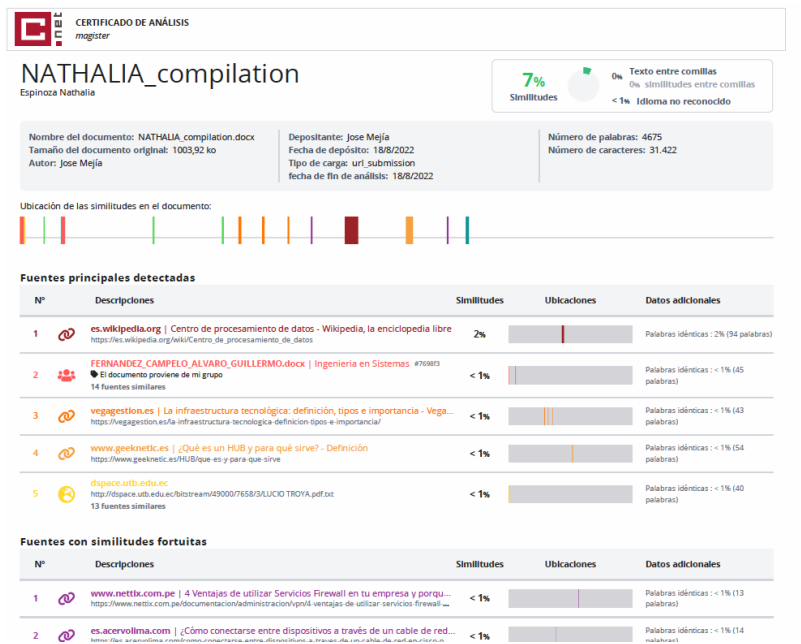 net
CERTIFICADO DE ANÁLISIS
magister
NATHALIA_compilation
Espinoza Nathalia
7%
Similitudes
0% Texto entre comillas
0% similitudes entre comillas
< 1% Idioma no reconocido
Nombre del documento: NATHALIA_compilation.docx
Tamaño del documento original: 1003,92 ko
Autor: Jose Mejía
Depositante: Jose Mejía
Fecha de depósito: 18/8/2022
Tipo de carga: url_submission
fecha de fin de análisis: 18/8/2022
Número de palabras: 4675
Número de caracteres: 31.422
Ubicación de las similitudes en el documento:
Fuentes principales detectadas
N° Descripciones Similitudes Ubicaciones Datos adicionales
1 es.wikipedia.org | Centro de procesamiento de datos - Wikipedia, la enciclopedia libre
https://es.wikipedia.org/wiki/Centro_de_procesamiento_de_datos
2% Palabras idénticas : 2% (94 palabras)
2 FERNANDEZ_CAMPELO_ALVARO_GUILLERMO.docx | Ingenieria en Sistemas #7698f3
El documento proviene de mi grupo
14 fuentes similares
< 1% Palabras idénticas : < 1% (45
palabras)
3 vegagestion.es | La infraestructura tecnológica: definición, tipos e importancia - Vega...
https://vegagestion.es/la-infraestructura-tecnologica-definicion-tipos-e-importancia/
< 1% Palabras idénticas : < 1% (43
palabras)
4 www.geeknetic.es | ¿Qué es un HUB y para qué sirve? - Definición
https://www.geeknetic.es/HUB/que-es-y-para-que-sirve
< 1% Palabras idénticas : < 1% (54
palabras)
5 dspace.utb.edu.ec
http://dspace.utb.edu.ec/bitstream/49000/7658/3/LUCIO TROYA.pdf.txt
13 fuentes similares
< 1% Palabras idénticas : < 1% (40
palabras)
Fuentes con similitudes fortuitas
N° Descripciones Similitudes Ubicaciones Datos adicionales
1 www.nettix.com.pe | 4 Ventajas de utilizar Servicios Firewall en tu empresa y porqu...
https://www.nettix.com.pe/documentacion/administracion/vpn/4-ventajas-de-utilizar-servicios-firewall-...
< 1% Palabras idénticas : < 1% (13
palabras)
2 es.acervolima.com | ¿Cómo conectarse entre dispositivos a través de un cable de red...
< 1% Palabras idénticas : < 1% (14
palabras)